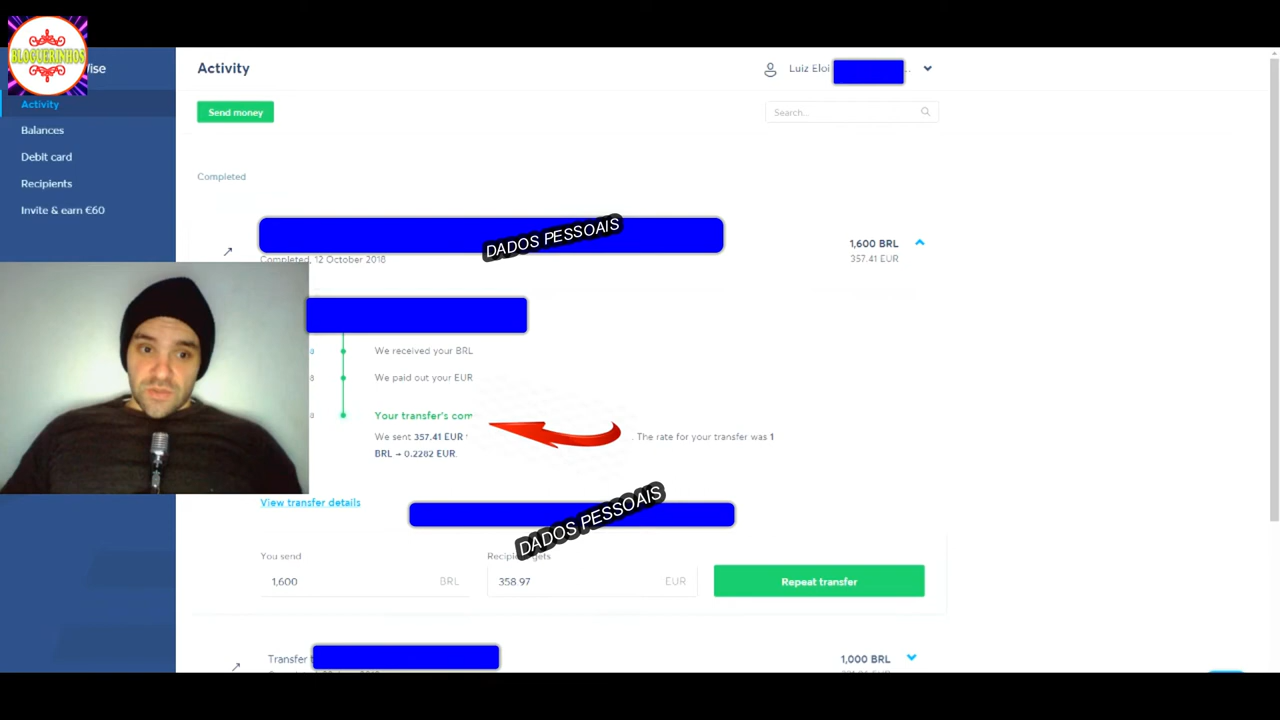 BLOGUERINHOS
Activity
Luiz Eloi
Activity
Send money
Search...
Balances
Debit card
Completed
Recipients
Invite & earn €60
DADOS PESSOAIS
1,600 BRL
Completed, 12 October 2018
357.41 EUR
We received your BRL
We paid out your EUR
Your transfer's com
We sent 357.41 EUR
. The rate for your transfer was 1
BRL → 0.2282 EUR.
View transfer details
DADOS PESSOAIS
You send
Recipient gets
1,600 BRL
358.97 EUR
Repeat transfer
Transfer
1,000 BRL